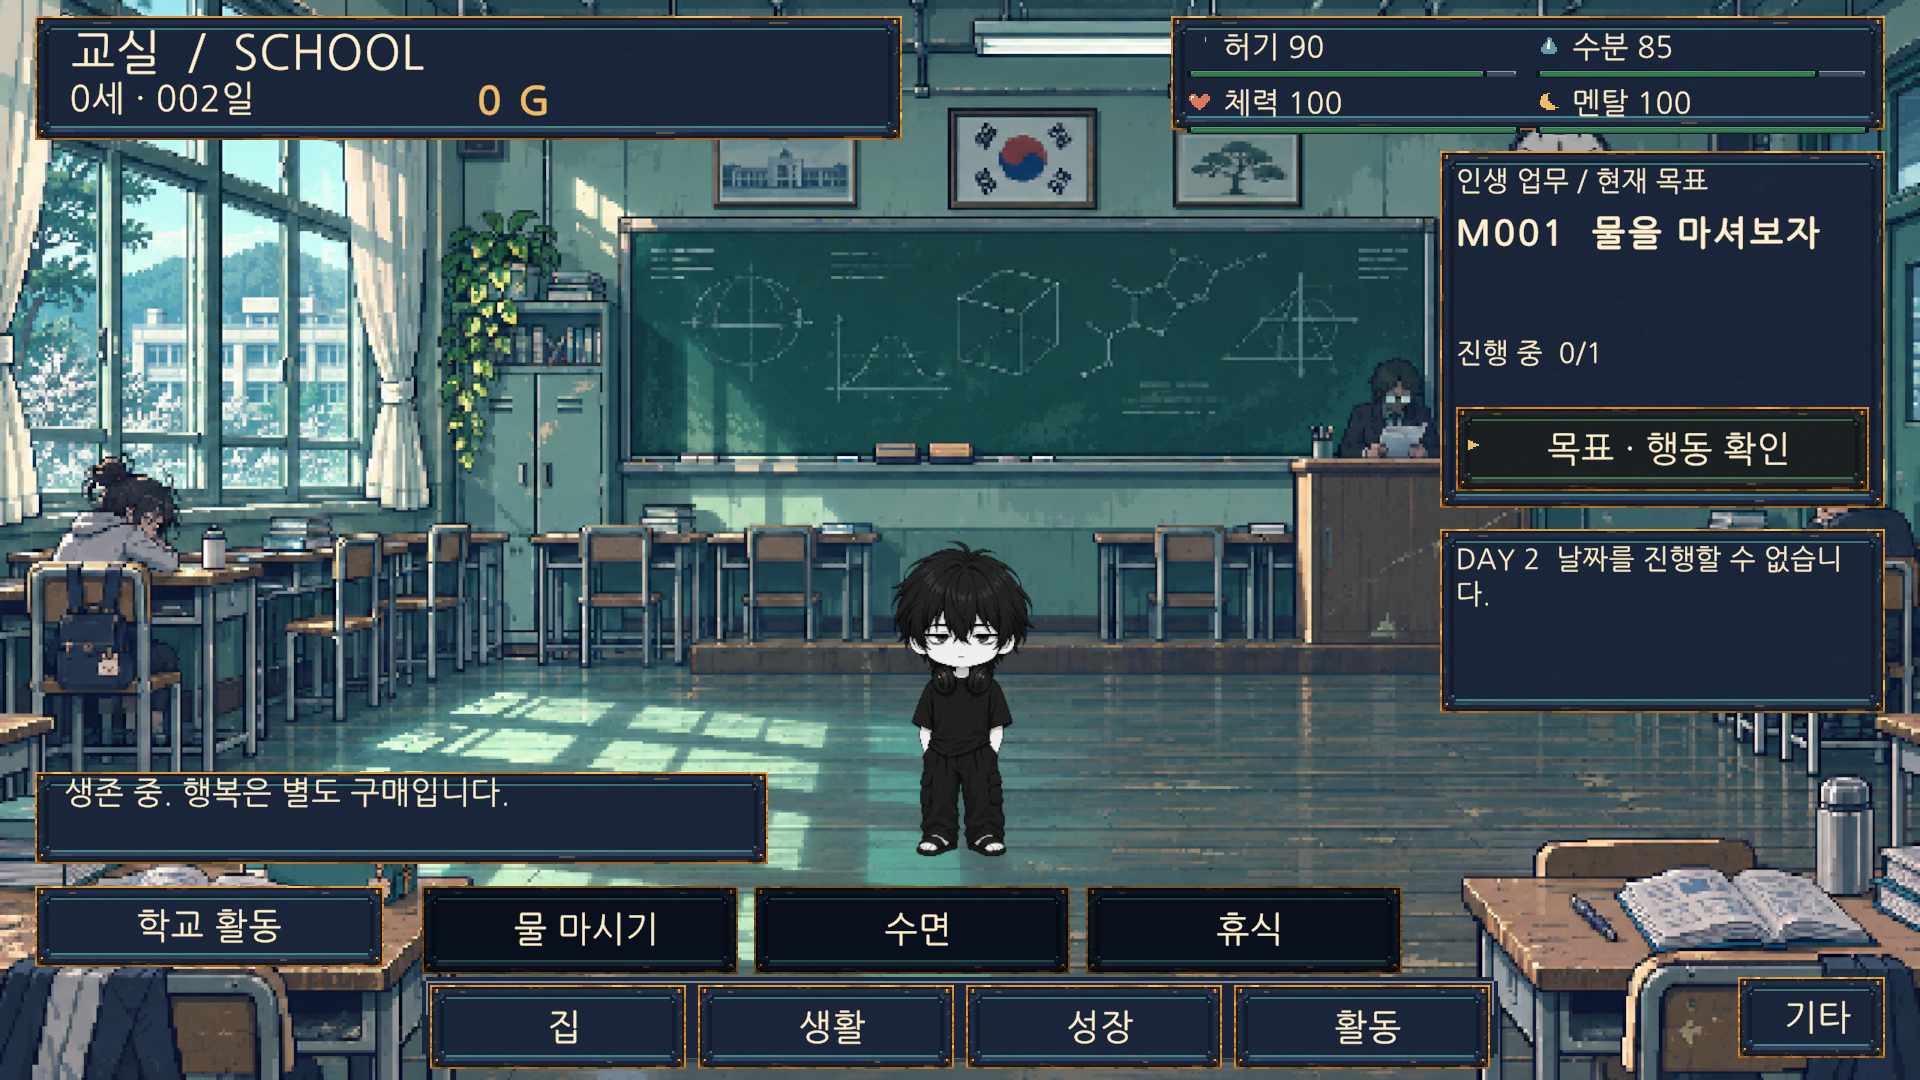 교실 / SCHOOL
0세 · 002일
0 G
허기 90
수분 85
체력 100
멘탈 100
인생 업무 / 현재 목표
M001 물을 마셔보자
진행 중 0/1
목표 · 행동 확인
DAY 2 날짜를 진행할 수 없습니
다.
생존 중. 행복은 별도 구매입니다.
학교 활동
물 마시기
수면
휴식
집
생활
성장
활동
기타